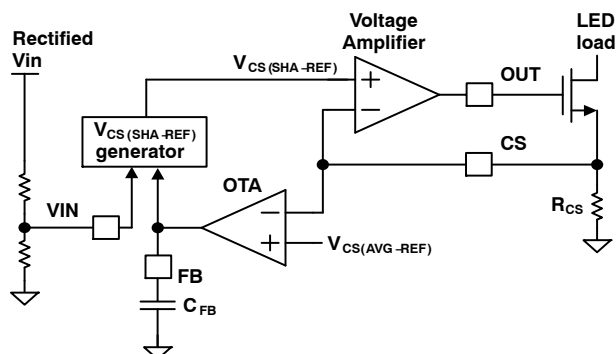 Rectified
Vin
Voltage
Amplifier
LED
load
VCS(SHA-REF)
+
−
OUT
VCS(SHA-REF)
generator
CS
OTA
VIN
−
+
VCS(AVG-REF)
RCS
FB
CFB